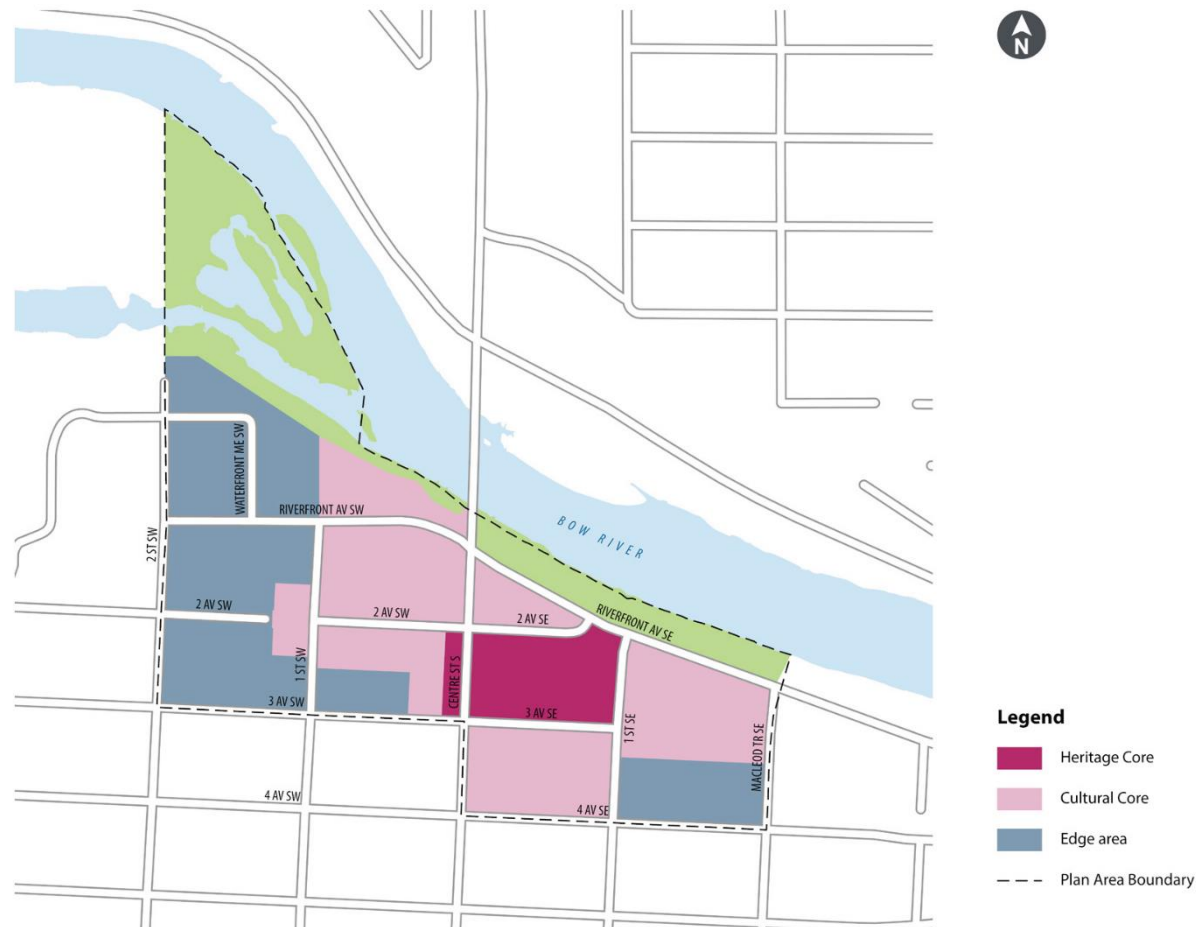 N
WATERFRONT ME SW
RIVERFRONT AV SW
BOW RIVER
2 ST SW
2 AV SW
2 AV SW
2 AV SE
RIVERFRONT AV SE
1 ST SW
CENTRE ST S
3 AV SW
3 AV SE
1 ST SE
MACLEOD TR SE
4 AV SW
4 AV SE
Legend
Heritage Core
Cultural Core
Edge area
Plan Area Boundary